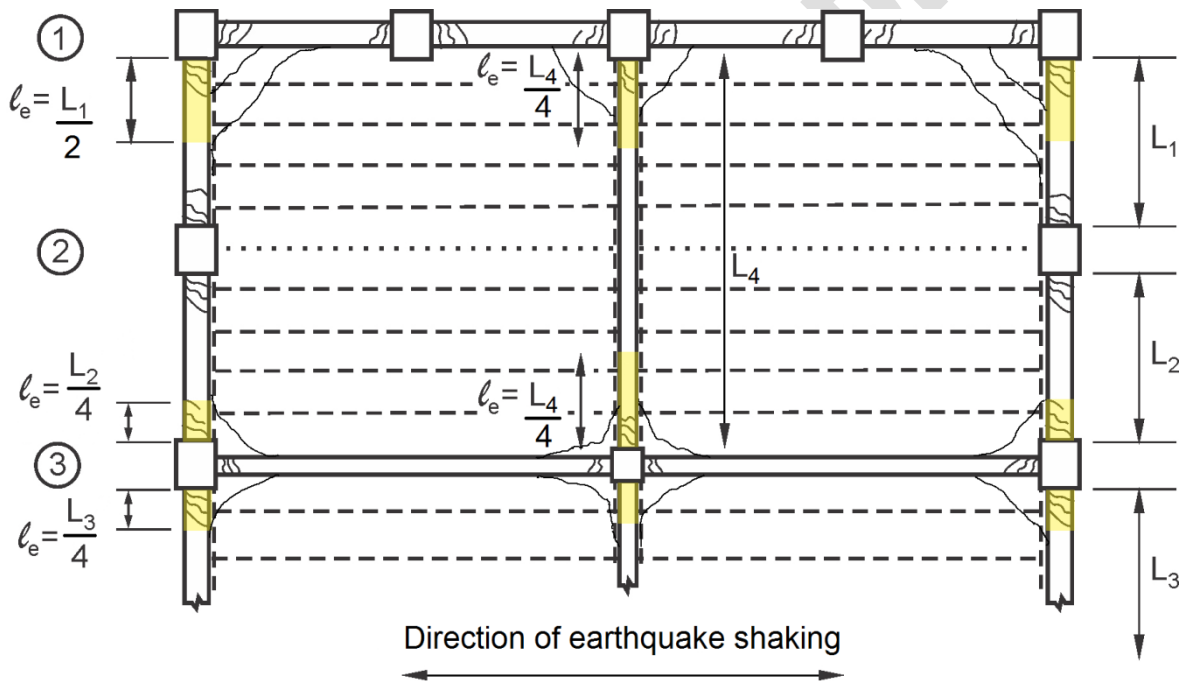 1
ℓe = L4/4
ℓe = L1/2
L1
2
L4
ℓe = L2/4
ℓe = L4/4
L2
3
ℓe = L3/4
L3
Direction of earthquake shaking